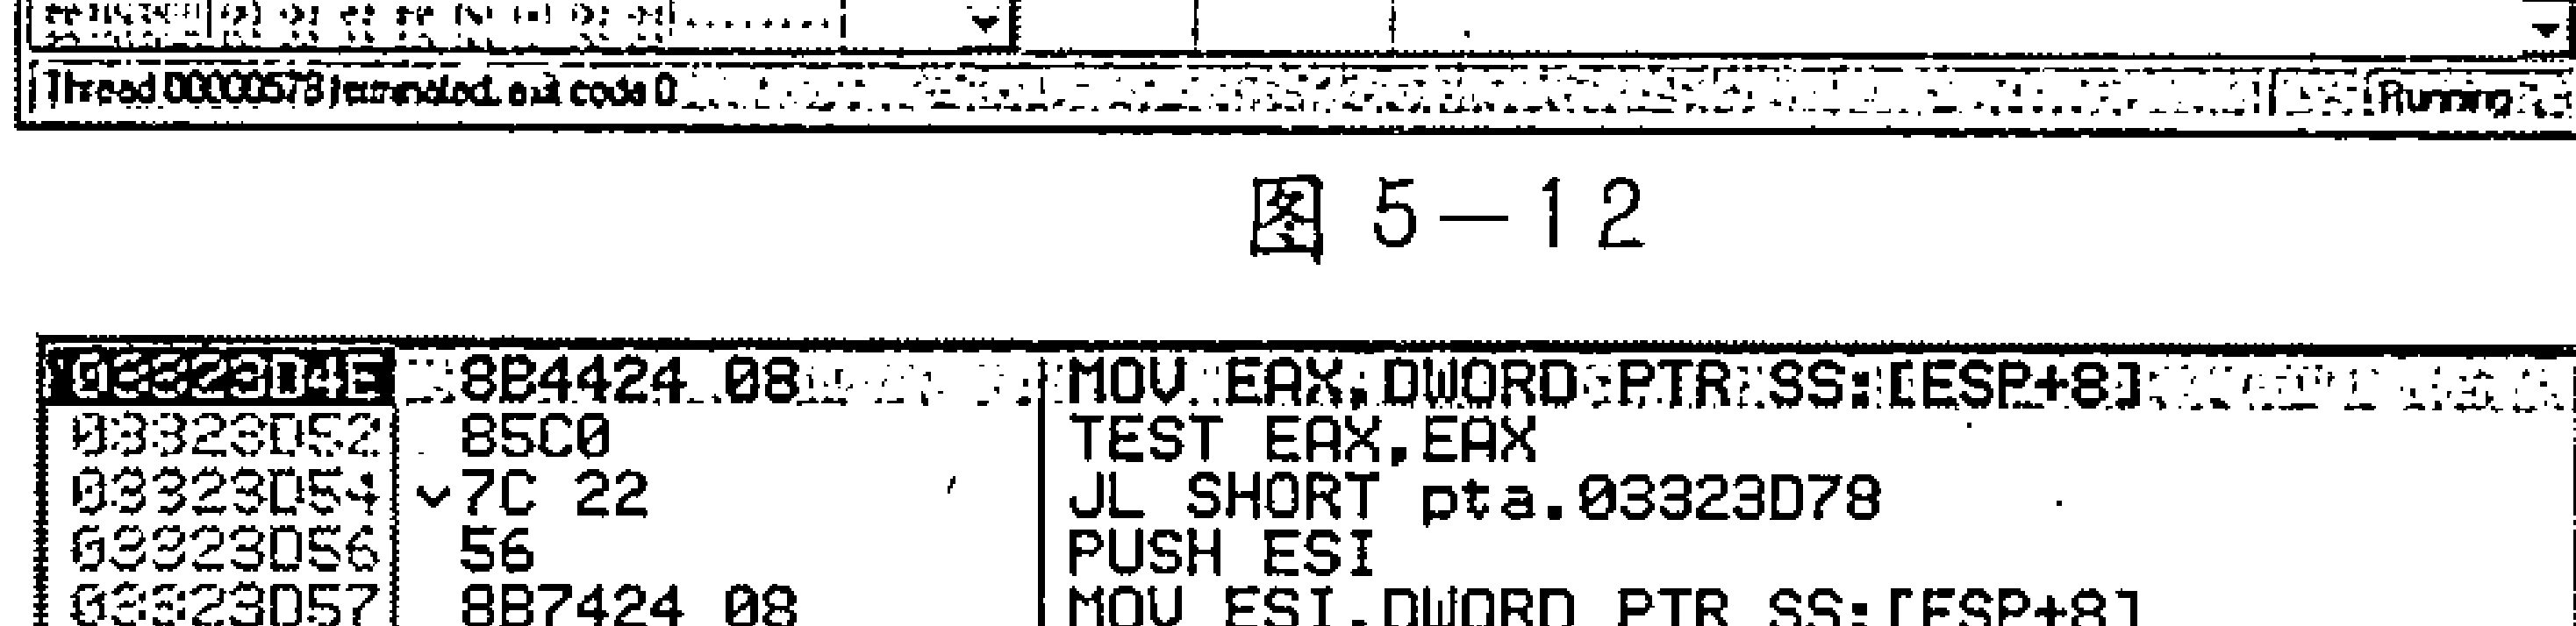 Thread 00000578 terminated, exit code 0 Running
图 5-12
03323D4E 8B4424 08 MOV EAX,DWORD PTR SS:[ESP+8]
03323D52 85C0 TEST EAX,EAX
03323D54 7C 22 JL SHORT pta.03323D78
03323D56 56 PUSH ESI
03323D57 8B7424 08 MOV ESI,DWORD PTR SS:[ESP+8]